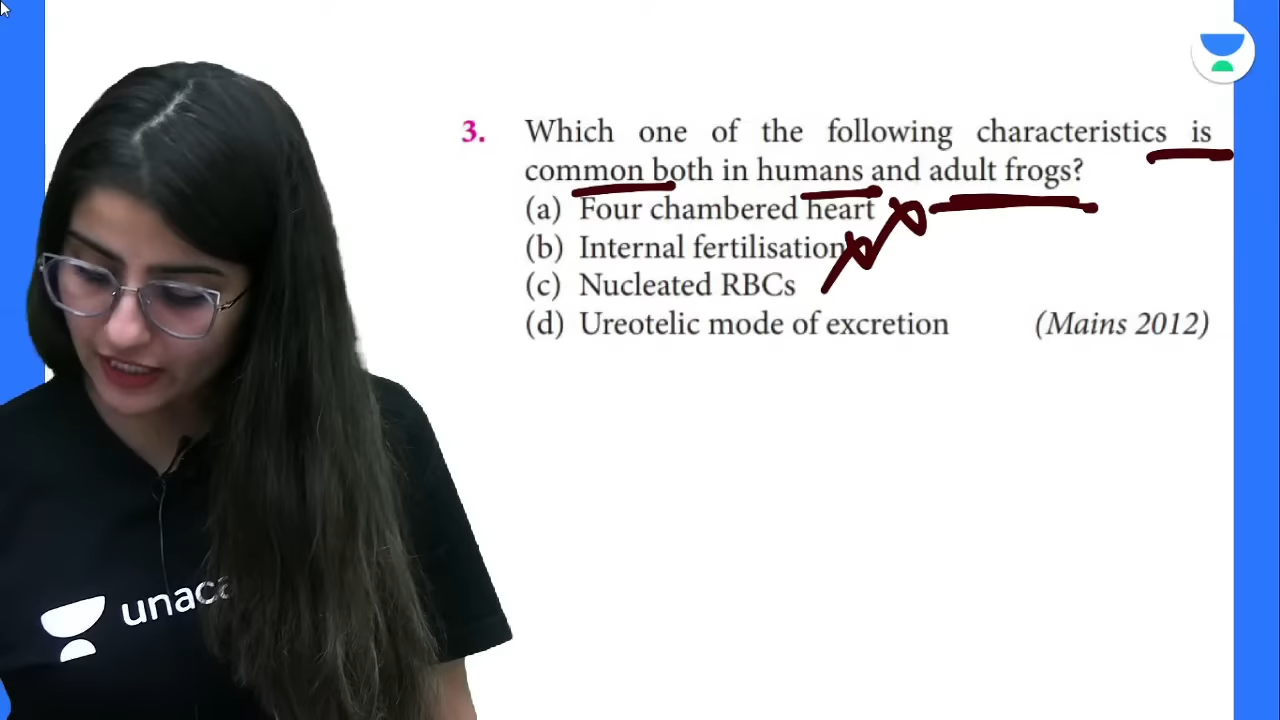 3. Which one of the following characteristics is
common both in humans and adult frogs?
(a) Four chambered heart
(b) Internal fertilisation
(c) Nucleated RBCs
(d) Ureotelic mode of excretion (Mains 2012)
unaca